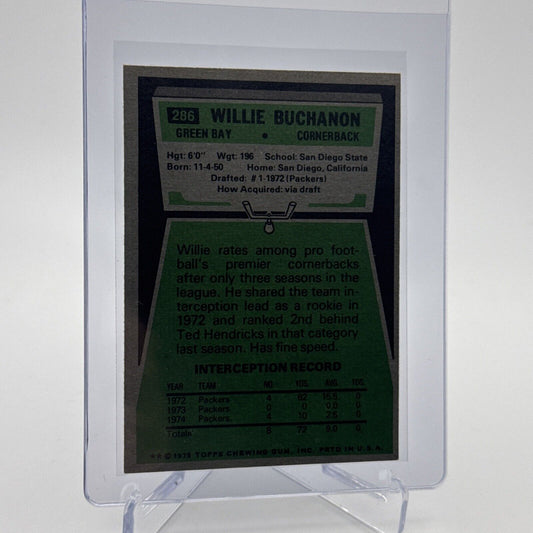 286 WILLIE BUCHANON
GREEN BAY • CORNERBACK
Hgt: 6'0" Wgt: 196 School: San Diego State
Born: 11-4-50 Home: San Diego, California
Drafted: #1-1972 (Packers)
How Acquired: via draft
Willie rates among pro foot-
ball's premier cornerbacks
after only three seasons in the
league. He shared the team in-
terception lead as a rookie in
1972 and ranked 2nd behind
Ted Hendricks in that category
last season. Has fine speed.
INTERCEPTION RECORD
YEAR TEAM NO. YDS. AVG. TDS.
1972 Packers 4 62 15.5 0
1973 Packers 0 0 0.0 0
1974 Packers 4 10 2.5 0
Totals 8 72 9.0 0
** © 1975 TOPPS CHEWING GUM, INC. PRTD IN U.S.A.